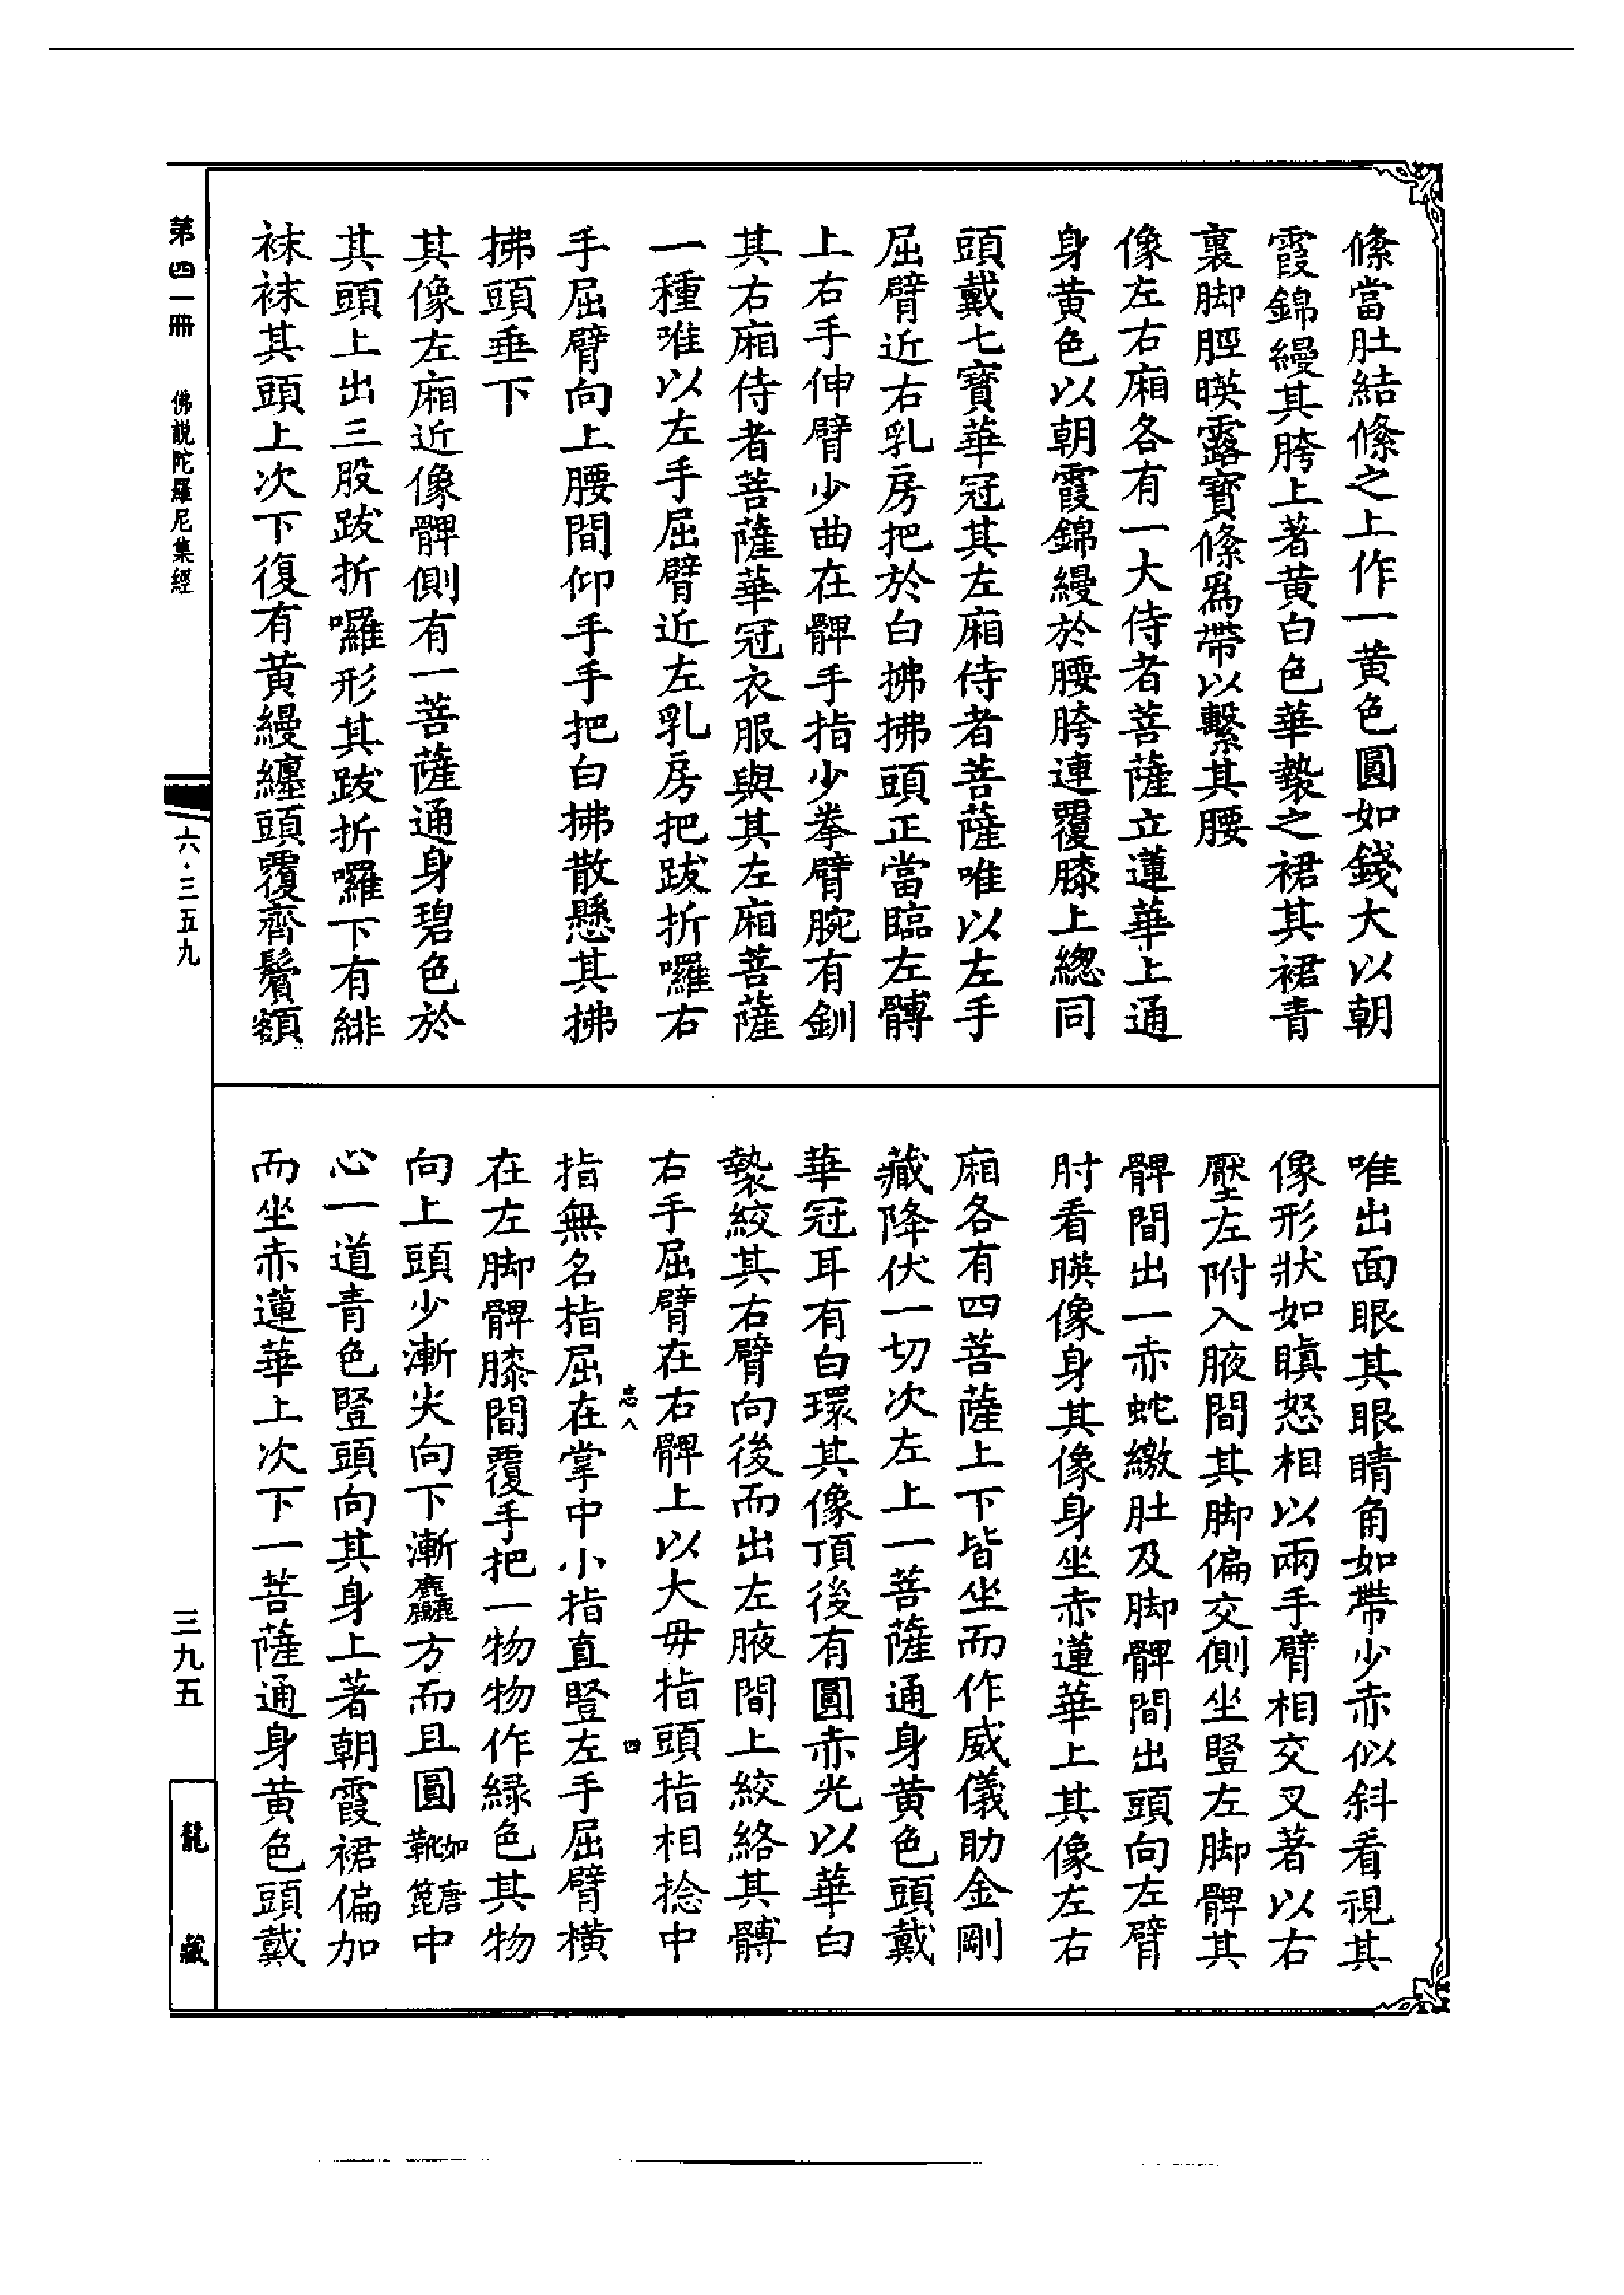 絛當肚結絛之上作一黃色圓如錢大以朝
霞錦縵其胯上著黃白色華褺之裙其裙青
裏脚脛暎露寶絛爲帶以繫其腰
像左右廂各有一大侍者菩薩立蓮華上通
身黃色以朝霞錦縵於腰胯連覆膝上總同
頭戴七寶華冠其左廂侍者菩薩唯以左手
屈臂近右乳房把於白拂拂頭正當臨左髆
上右手伸臂少曲在髀手指少拳臂腕有釧
其右廂侍者菩薩華冠衣服與其左廂菩薩
一種唯以左手屈臂近左乳房把跋折囉右
手屈臂向上腰間仰手手把白拂散懸其拂
拂頭垂下
其像左廂近像髀側有一菩薩通身碧色於
其頭上出三股跋折囉形其跋折囉下有緋
袜袜其頭上次下復有黃縵纏頭覆齊鬢額
唯出面眼其眼睛角如帶少赤似斜看視其
像形狀如瞋怒相以兩手臂相交叉著以右
壓左附入腋間其脚偏交側坐豎左脚髀其
髀間出一赤蛇繳肚及脚髀間出頭向左臂
肘看暎像身其像身坐赤蓮華上其像左右
廂各有四菩薩上下皆坐而作威儀助金剛
藏降伏一切次左上一菩薩通身黃色頭戴
華冠耳有白環其像頂後有圓赤光以華白
褺絞其右臂向後而出左腋間上絞絡其髆
右手屈臂在右髀上以大毋指頭指相捻中
忠八
四
指無名指屈在掌中小指直豎左手屈臂橫
在左脚髀膝間覆手把一物物作緑色其物
向上頭少漸尖向下漸麤方而且圓如唐靴箆中
心一道青色豎頭向其身上著朝霞裙偏加
而坐赤蓮華上次下一菩薩通身黃色頭戴
第四一冊
佛説陀羅尼集經
六·三五九
三九五
龍藏